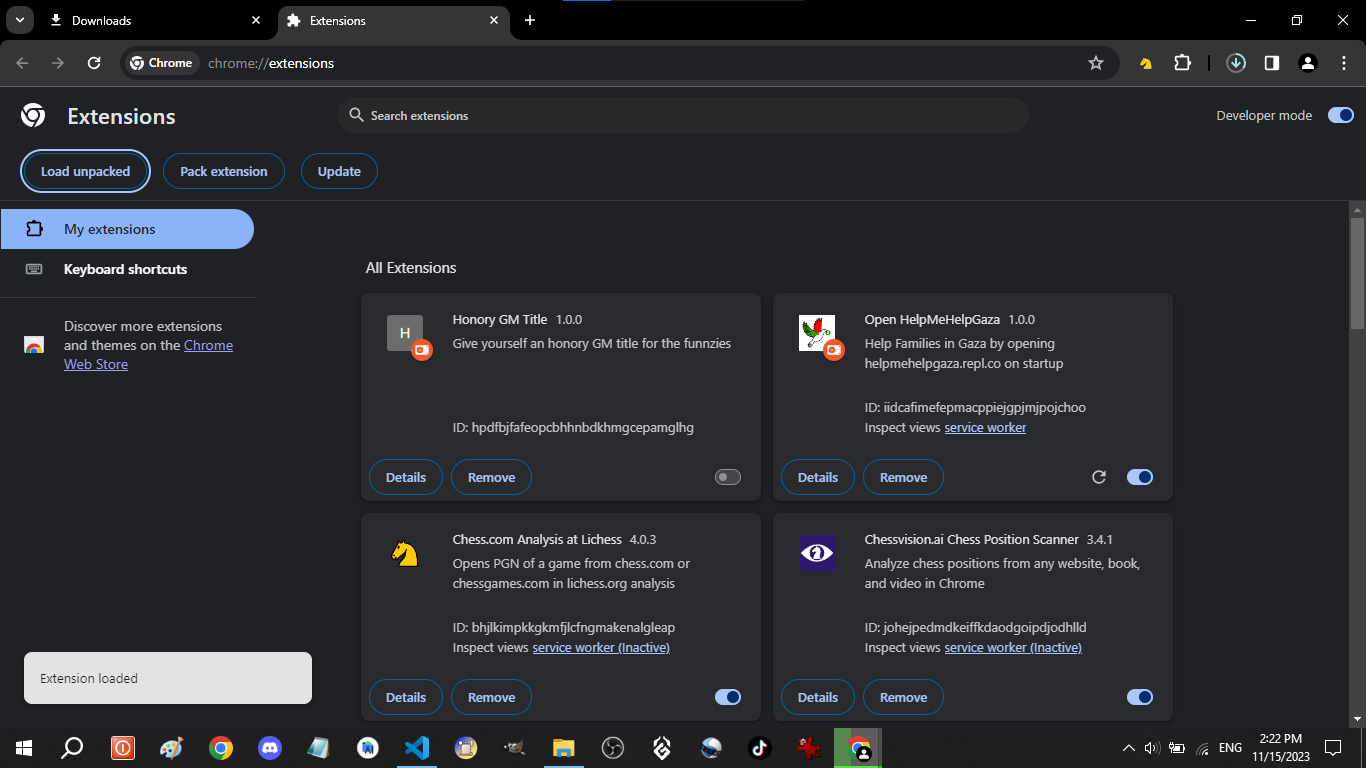 Downloads
Extensions
Chrome
chrome://extensions
Extensions
Search extensions
Developer mode
Load unpacked
Pack extension
Update
My extensions
Keyboard shortcuts
Discover more extensions
and themes on the Chrome
Web Store
All Extensions
H
Honory GM Title 1.0.0
Give yourself an honory GM title for the funnzies
ID: hpdfbjfafeopcbhhnbdkhmgcepamglhg
Details
Remove
Open HelpMeHelpGaza 1.0.0
Help Families in Gaza by opening
helpmehelpgaza.repl.co on startup
ID: iidcafimefepmacppiejgpjmjpojchoo
Inspect views service worker
Details
Remove
Chess.com Analysis at Lichess 4.0.3
Opens PGN of a game from chess.com or
chessgames.com in lichess.org analysis
ID: bhjlkimpkkgkmfjlcfngmakenalgleap
Inspect views service worker (Inactive)
Details
Remove
Chessvision.ai Chess Position Scanner 3.4.1
Analyze chess positions from any website, book,
and video in Chrome
ID: johejpedmdkeiffkdaodgoipdjodhlld
Inspect views service worker (Inactive)
Details
Remove
Extension loaded
ENG
2:22 PM
11/15/2023